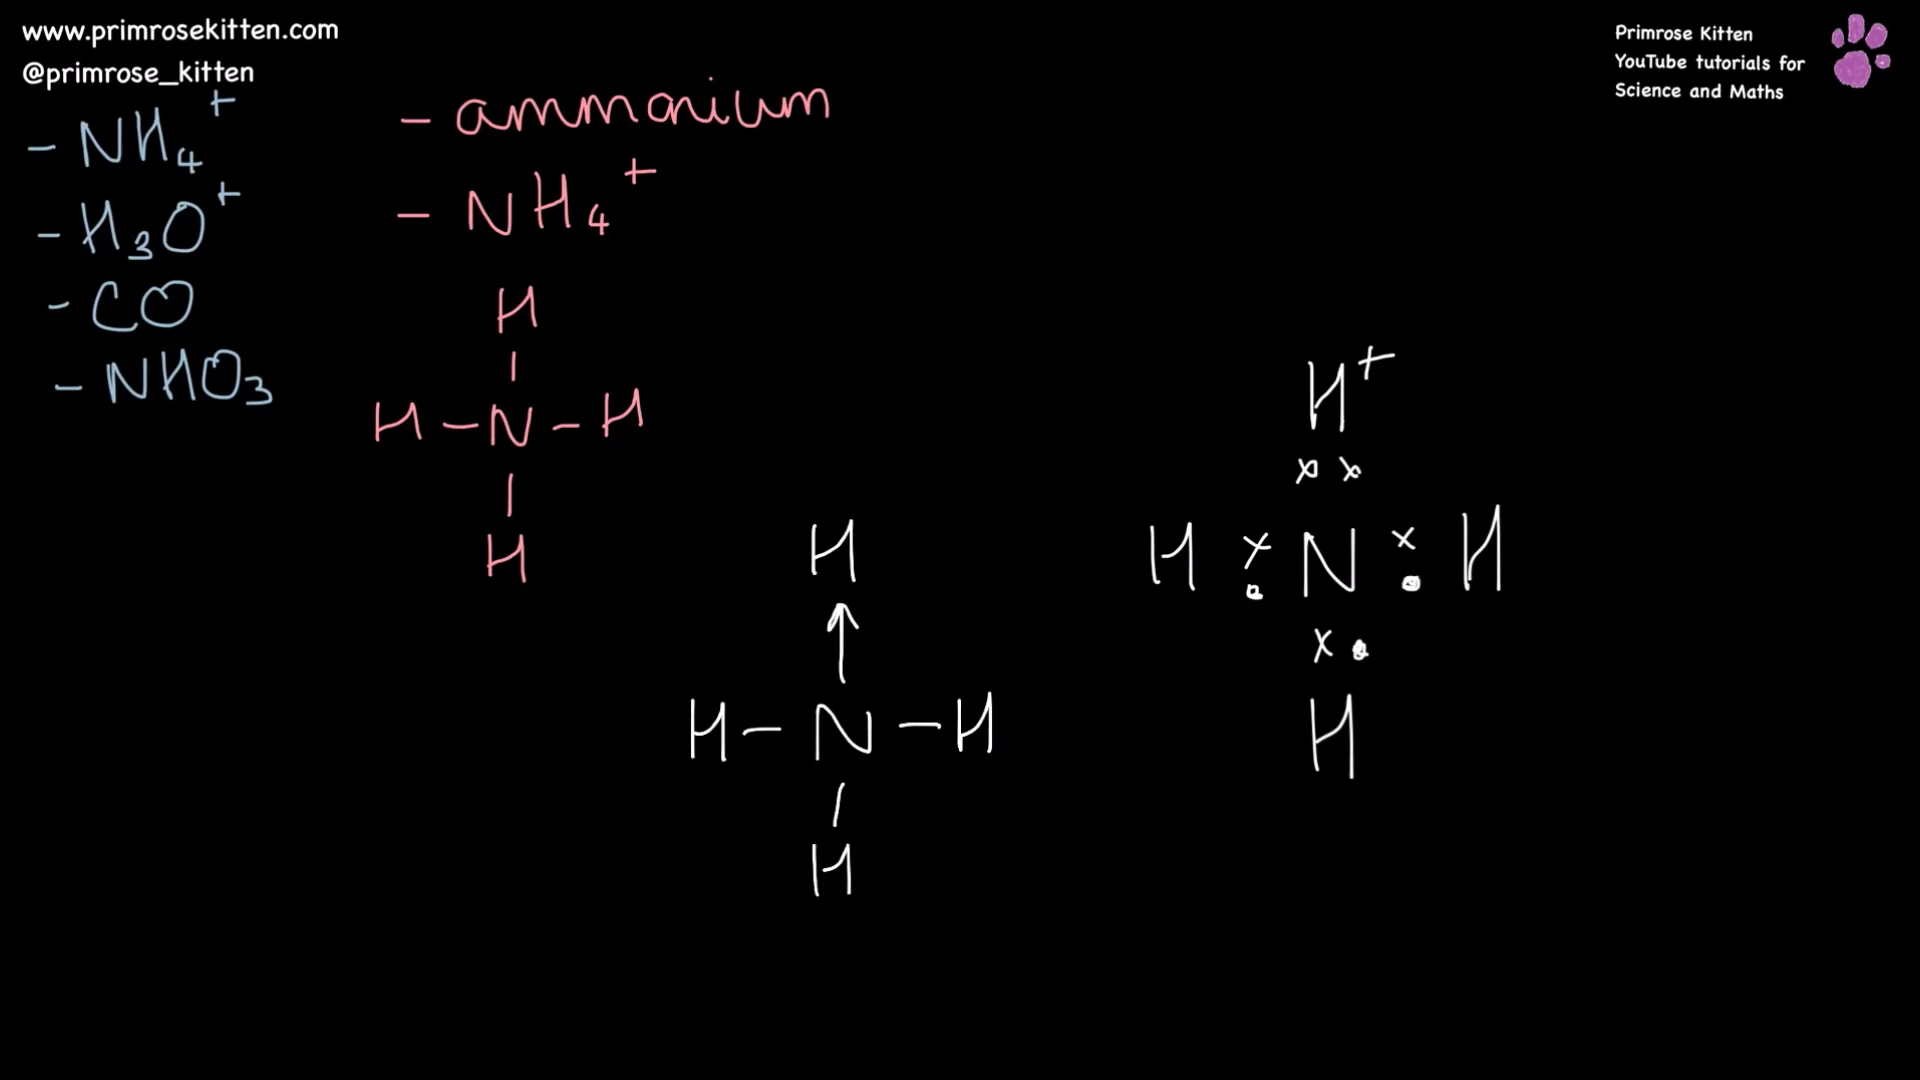 www.primrosekitten.com
@primrose_kitten
Primrose Kitten
YouTube tutorials for
Science and Maths
- NH₄⁺
- H₃O⁺
- CO
- NHO₃
- ammonium
- NH₄⁺
H
|
H - N - H
|
H
H
↑
H - N - H
|
H
H⁺
x x
H x• N x• H
x •
H